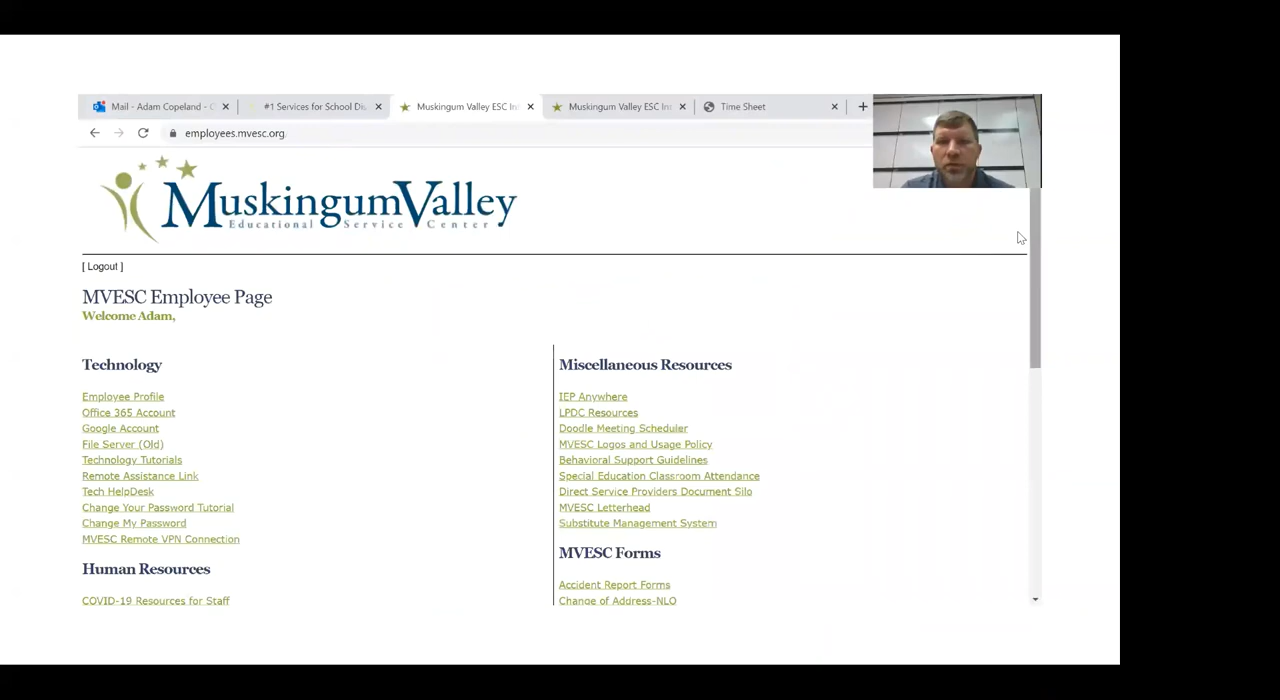 Mail - Adam Copeland - 
#1 Services for School Di
Muskingum Valley ESC In
Muskingum Valley ESC In
Time Sheet
employees.mvesc.org
MuskingumValley
Educational Service Center
[ Logout ]
MVESC Employee Page
Welcome Adam,
Technology
Employee Profile
Office 365 Account
Google Account
File Server (Old)
Technology Tutorials
Remote Assistance Link
Tech HelpDesk
Change Your Password Tutorial
Change My Password
MVESC Remote VPN Connection
Human Resources
COVID-19 Resources for Staff
Miscellaneous Resources
IEP Anywhere
LPDC Resources
Doodle Meeting Scheduler
MVESC Logos and Usage Policy
Behavioral Support Guidelines
Special Education Classroom Attendance
Direct Service Providers Document Silo
MVESC Letterhead
Substitute Management System
MVESC Forms
Accident Report Forms
Change of Address-NLO